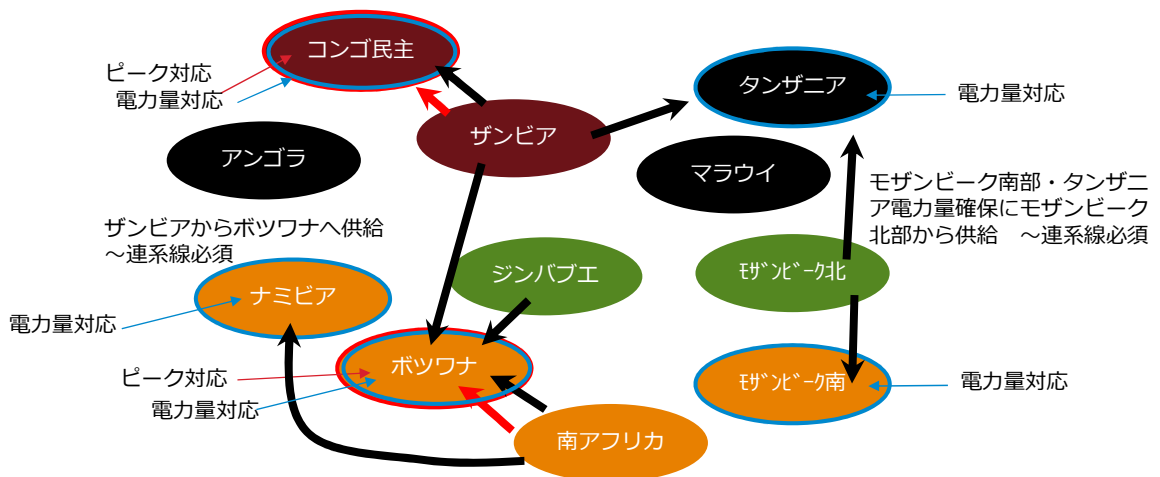 コンゴ民主
ピーク対応
電力量対応
タンザニア
電力量対応
ザンビア
アンゴラ
マラウイ
モザンビーク南部・タンザニ
ア電力量確保にモザンビーク
北部から供給　～連系線必須
ザンビアからボツワナへ供給
～連系線必須
ジンバブエ
ﾓｻﾞﾝﾋﾞｰｸ北
ナミビア
電力量対応
ボツワナ
ピーク対応
電力量対応
ﾓｻﾞﾝﾋﾞｰｸ南
電力量対応
南アフリカ